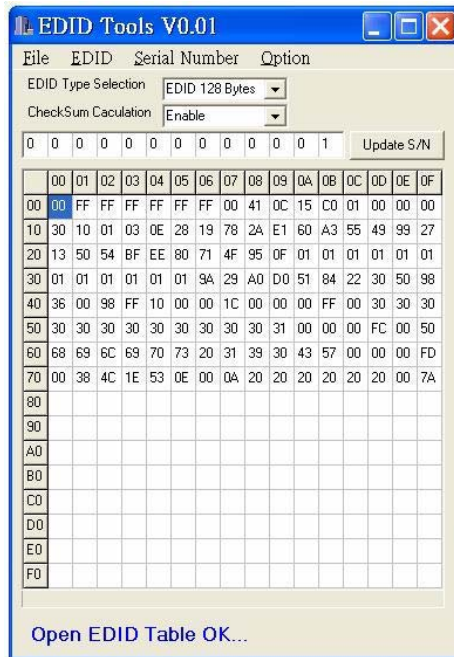 EDID Tools V0.01
File EDID Serial Number Option
EDID Type Selection EDID 128 Bytes
CheckSum Caculation Enable
0 0 0 0 0 0 0 0 0 0 0 1 Update S/N
00 01 02 03 04 05 06 07 08 09 0A 0B 0C 0D 0E 0F
00 00 FF FF FF FF FF FF 00 41 0C 15 C0 01 00 00 00
10 30 10 01 03 0E 28 19 78 2A E1 60 A3 55 49 99 27
20 13 50 54 BF EE 80 71 4F 95 0F 01 01 01 01 01 01
30 01 01 01 01 01 01 9A 29 A0 D0 51 84 22 30 50 98
40 36 00 98 FF 10 00 00 1C 00 00 00 FF 00 30 30 30
50 30 30 30 30 30 30 30 30 30 31 00 00 00 FC 00 50
60 68 69 6C 69 70 73 20 31 39 30 43 57 00 00 00 FD
70 00 38 4C 1E 53 0E 00 0A 20 20 20 20 20 20 00 7A
80
90
A0
B0
C0
D0
E0
F0
Open EDID Table OK...